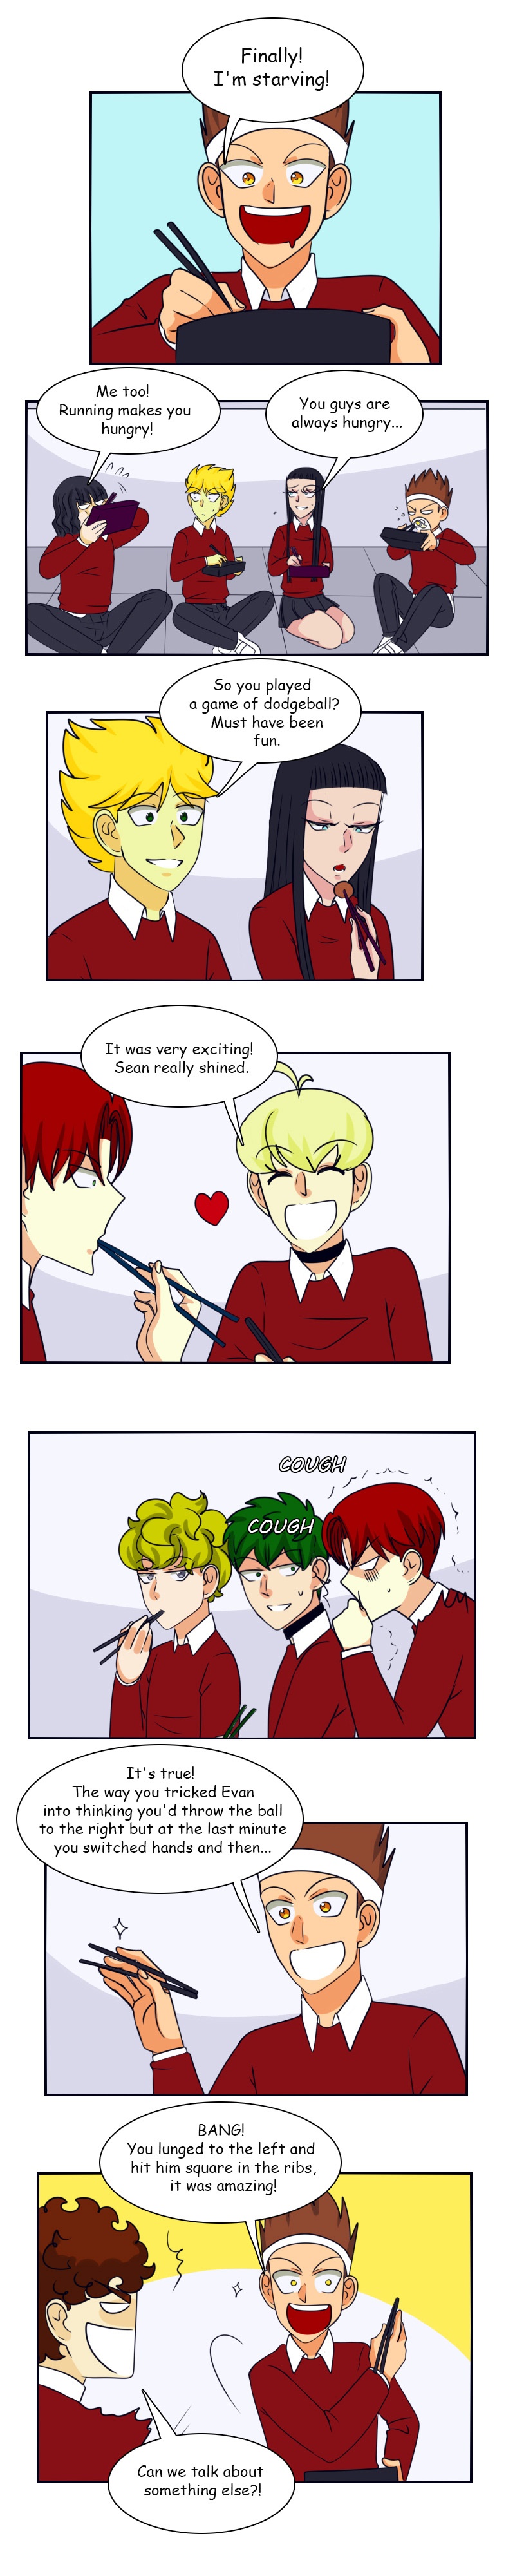 Finally!
I'm starving!
Me too!
Running makes you
hungry!
You guys are
always hungry...
So you played
a game of dodgeball?
Must have been
fun.
It was very exciting!
Sean really shined.
COUGH
COUGH
It's true!
The way you tricked Evan
into thinking you'd throw the ball
to the right but at the last minute
you switched hands and then...
BANG!
You lunged to the left and
hit him square in the ribs,
it was amazing!
Can we talk about
something else?!